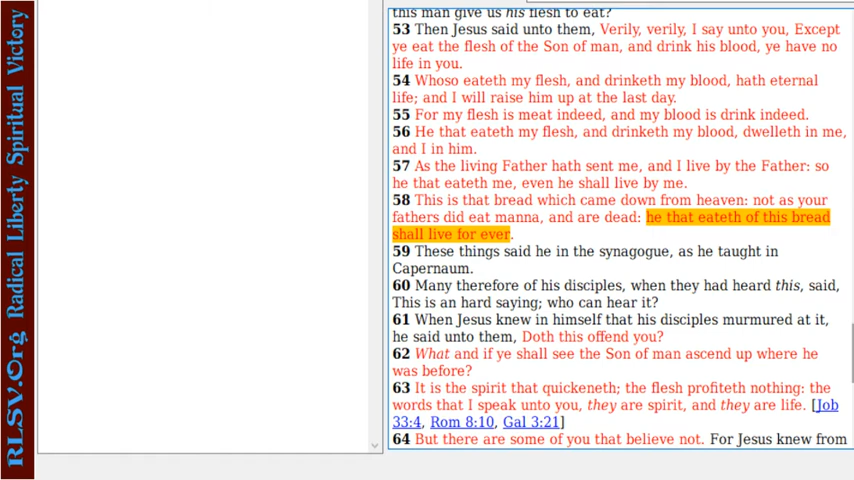 RLSV.Org Radical Liberty Spiritual Victory
this man give us his flesh to eat?
53 Then Jesus said unto them, Verily, verily, I say unto you, Except
ye eat the flesh of the Son of man, and drink his blood, ye have no
life in you.
54 Whoso eateth my flesh, and drinketh my blood, hath eternal
life; and I will raise him up at the last day.
55 For my flesh is meat indeed, and my blood is drink indeed.
56 He that eateth my flesh, and drinketh my blood, dwelleth in me,
and I in him.
57 As the living Father hath sent me, and I live by the Father: so
he that eateth me, even he shall live by me.
58 This is that bread which came down from heaven: not as your
fathers did eat manna, and are dead: he that eateth of this bread
shall live for ever.
59 These things said he in the synagogue, as he taught in
Capernaum.
60 Many therefore of his disciples, when they had heard this, said,
This is an hard saying; who can hear it?
61 When Jesus knew in himself that his disciples murmured at it,
he said unto them, Doth this offend you?
62 What and if ye shall see the Son of man ascend up where he
was before?
63 It is the spirit that quickeneth; the flesh profiteth nothing: the
words that I speak unto you, they are spirit, and they are life. [Job
33:4, Rom 8:10, Gal 3:21]
64 But there are some of you that believe not. For Jesus knew from